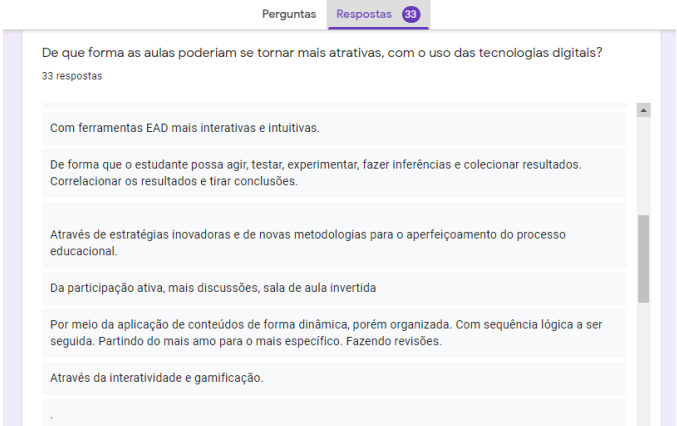 Perguntas Respostas 33
De que forma as aulas poderiam se tornar mais atrativas, com o uso das tecnologias digitais?
33 respostas
Com ferramentas EAD mais interativas e intuitivas.
De forma que o estudante possa agir, testar, experimentar, fazer inferências e colecionar resultados.
Correlacionar os resultados e tirar conclusões.
Através de estratégias inovadoras e de novas metodologias para o aperfeiçoamento do processo
educacional.
Da participação ativa, mais discussões, sala de aula invertida
Por meio da aplicação de conteúdos de forma dinâmica, porém organizada. Com sequência lógica a ser
seguida. Partindo do mais amo para o mais específico. Fazendo revisões.
Através da interatividade e gamificação.
.